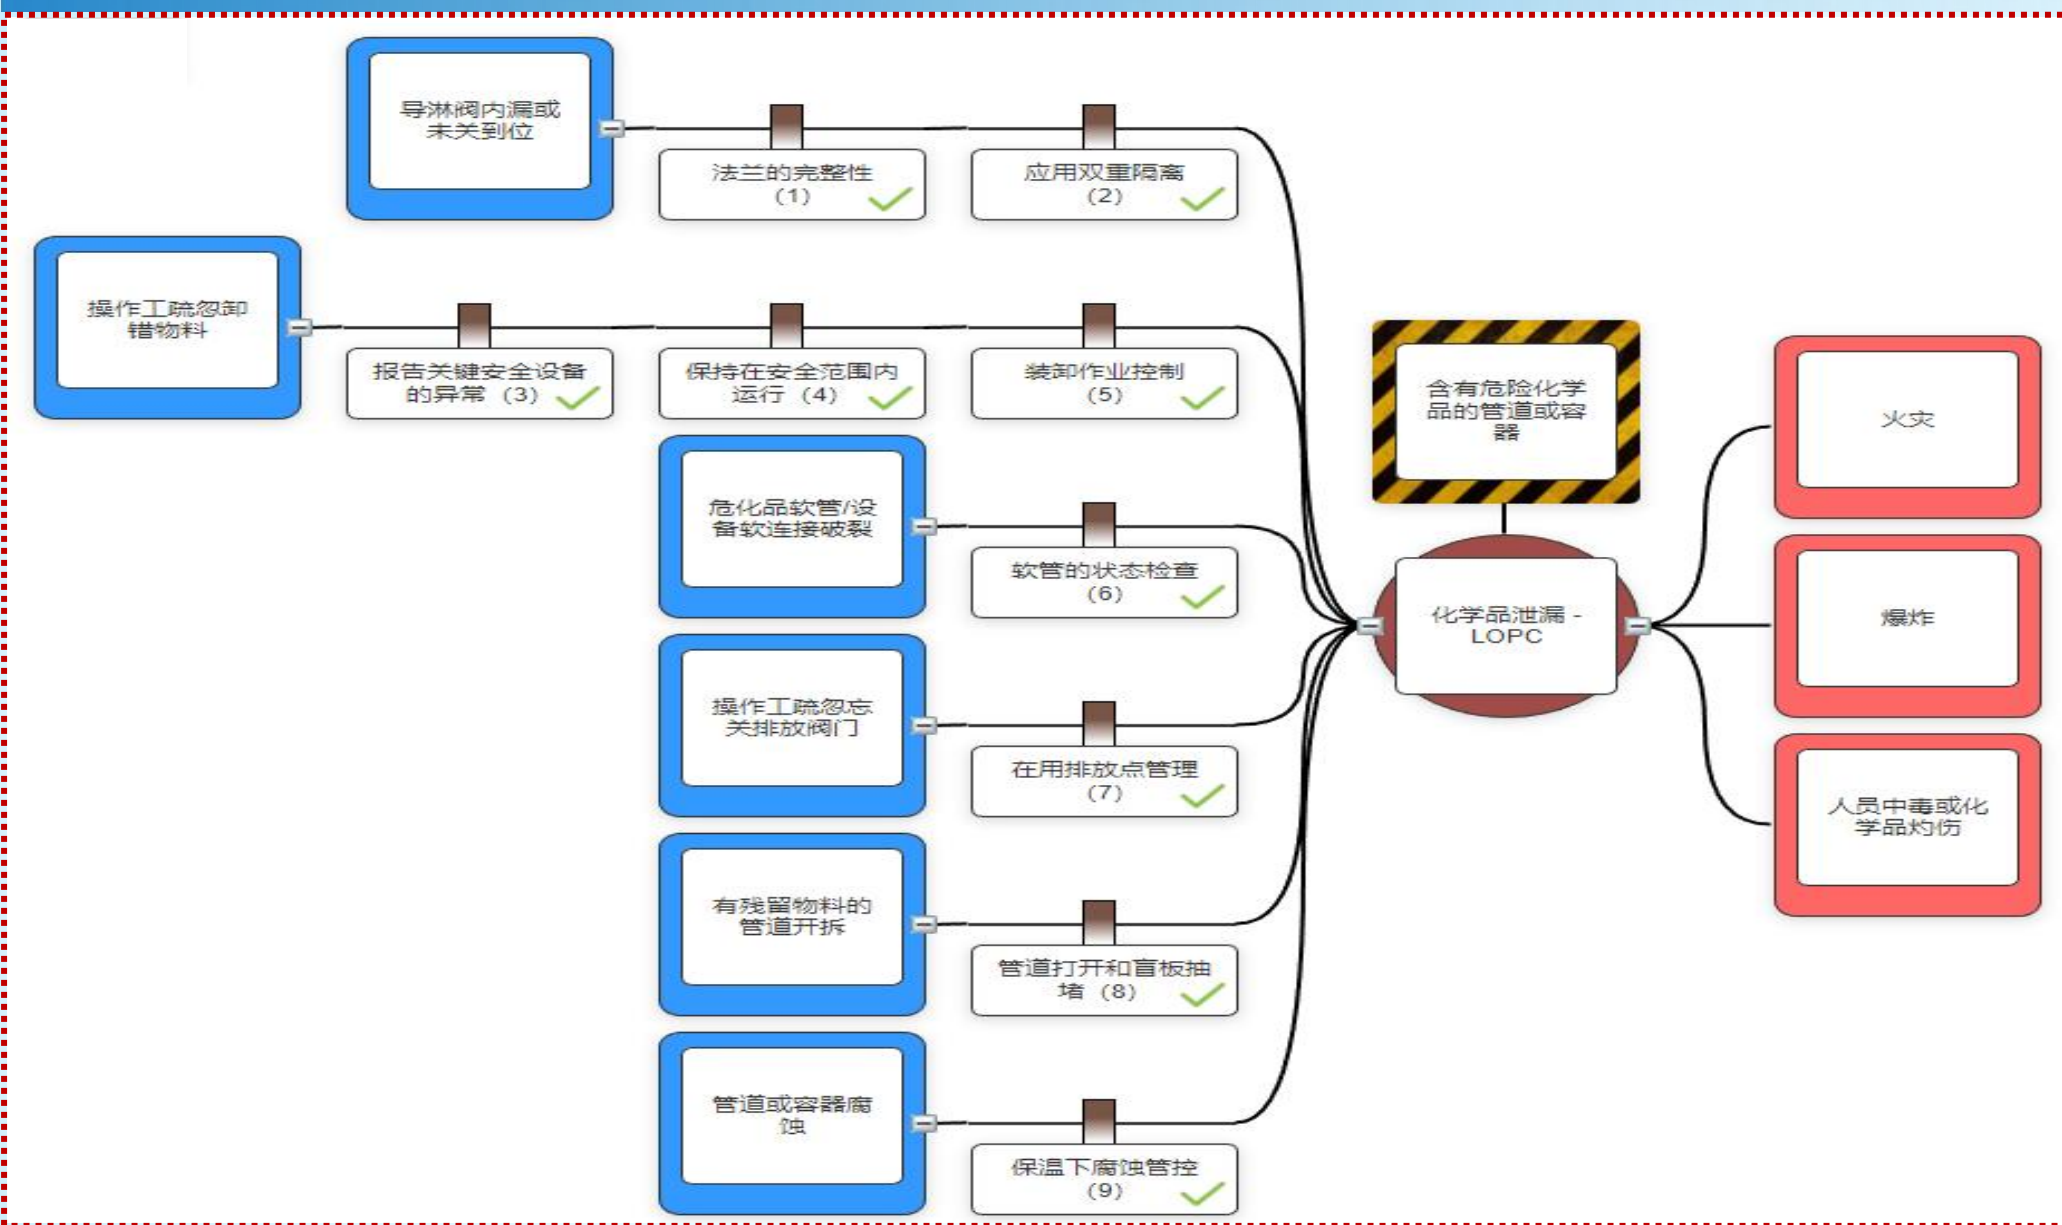 导淋阀内漏或
未关到位
法兰的完整性
（1）
应用双重隔离
（2）
操作工疏忽卸
错物料
报告关键安全设备
的异常（3）
保持在安全范围内
运行（4）
装卸作业控制
（5）
危化品软管/设
备软连接破裂
软管的状态检查
（6）
操作工疏忽忘
关排放阀门
在用排放点管理
（7）
有残留物料的
管道开拆
管道打开和盲板抽
堵（8）
管道或容器腐
蚀
保温下腐蚀管控
（9）
含有危险化学
品的管道或容
器
化学品泄漏 -
LOPC
火灾
爆炸
人员中毒或化
学品灼伤